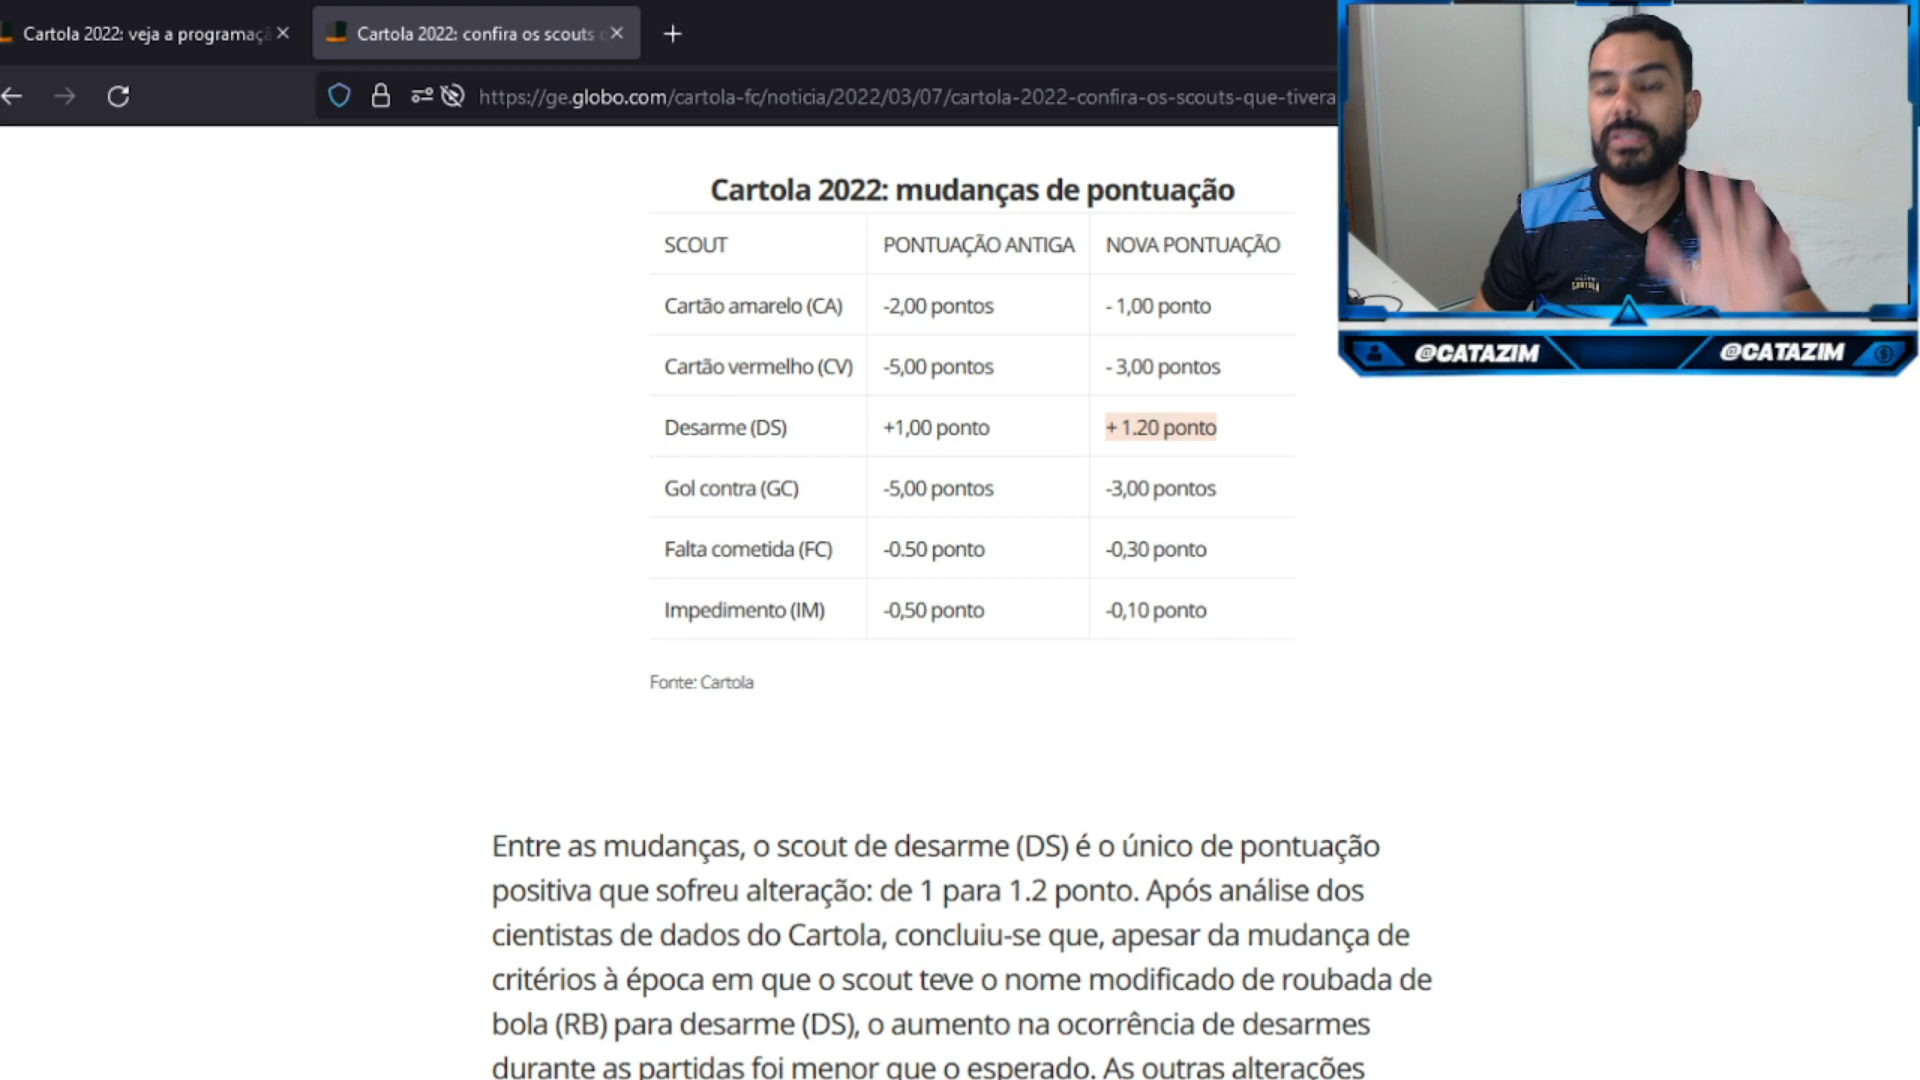 Cartola 2022: veja a programaçã
Cartola 2022: confira os scouts
https://ge.globo.com/cartola-fc/noticia/2022/03/07/cartola-2022-confira-os-scouts-que-tivera
Cartola 2022: mudanças de pontuação
SCOUT PONTUAÇÃO ANTIGA NOVA PONTUAÇÃO
Cartão amarelo (CA) -2,00 pontos - 1,00 ponto
Cartão vermelho (CV) -5,00 pontos - 3,00 pontos
Desarme (DS) +1,00 ponto + 1.20 ponto
Gol contra (GC) -5,00 pontos -3,00 pontos
Falta cometida (FC) -0.50 ponto -0,30 ponto
Impedimento (IM) -0,50 ponto -0,10 ponto
Fonte: Cartola
@CATAZIM @CATAZIM
Entre as mudanças, o scout de desarme (DS) é o único de pontuação
positiva que sofreu alteração: de 1 para 1.2 ponto. Após análise dos
cientistas de dados do Cartola, concluiu-se que, apesar da mudança de
critérios à época em que o scout teve o nome modificado de roubada de
bola (RB) para desarme (DS), o aumento na ocorrência de desarmes
durante as partidas foi menor que o esperado. As outras alterações